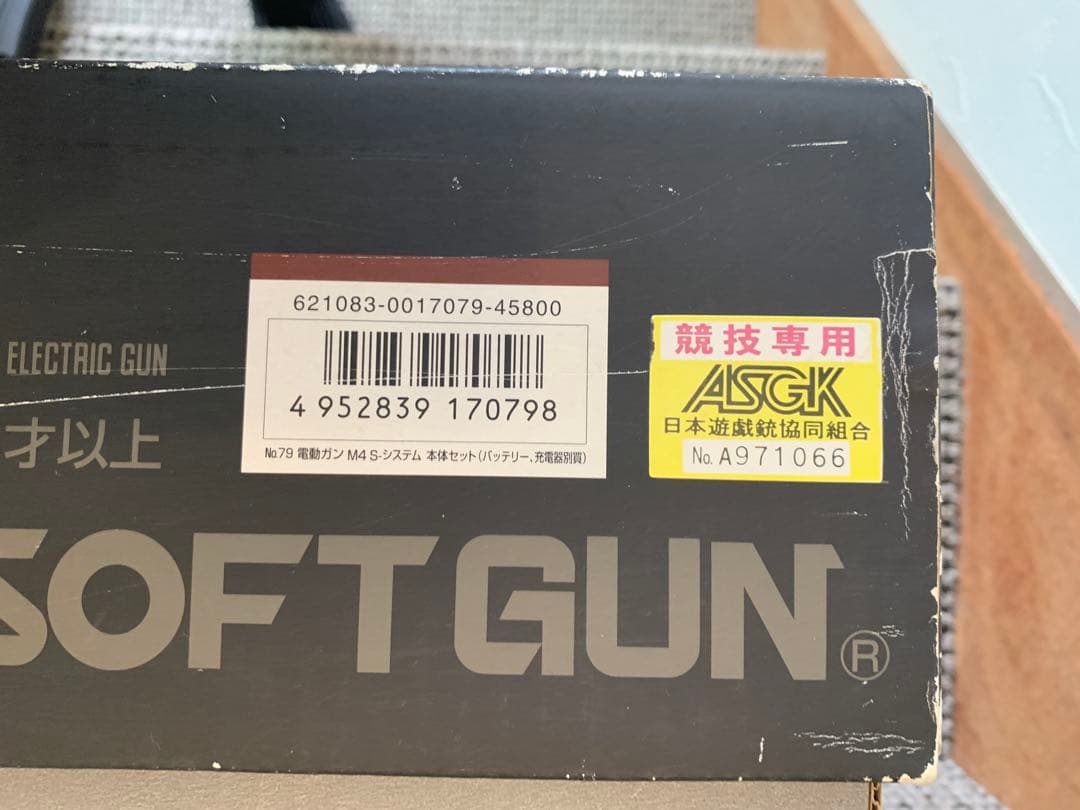 621083-0017079-45800
4 952839 170798
No.79 電動ガン M4 S-システム 本体セット(バッテリー、充電器別買)
競技専用
ASGK
日本遊戯銃協同組合
No. A971066
ELECTRIC GUN
才以上
SOFTGUN®